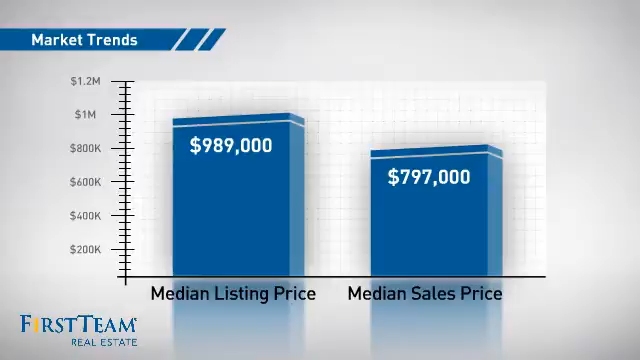 Market Trends
$1.2M
$1M
$800K
$600K
$400K
$200K
$989,000
$797,000
Median Listing Price
Median Sales Price
FIRSTTEAM®
REAL ESTATE